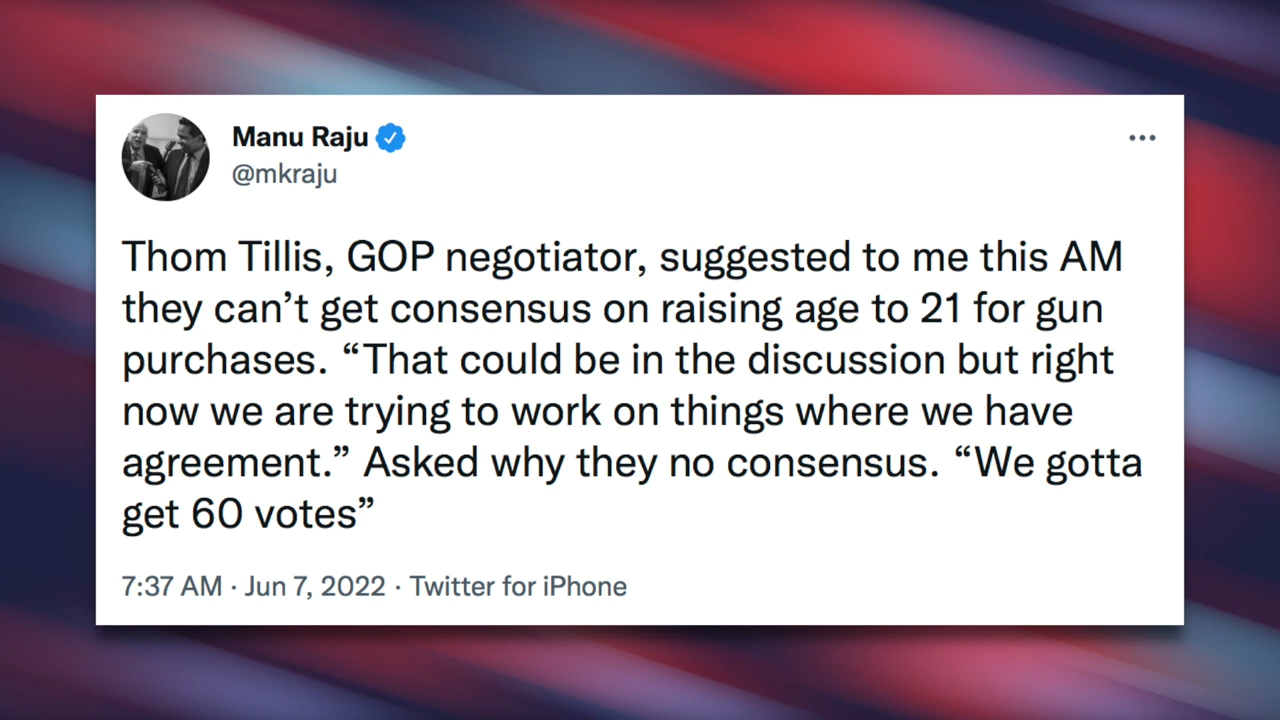 Manu Raju
@mkraju
Thom Tillis, GOP negotiator, suggested to me this AM
they can’t get consensus on raising age to 21 for gun
purchases. “That could be in the discussion but right
now we are trying to work on things where we have
agreement.” Asked why they no consensus. “We gotta
get 60 votes”
7:37 AM · Jun 7, 2022 · Twitter for iPhone